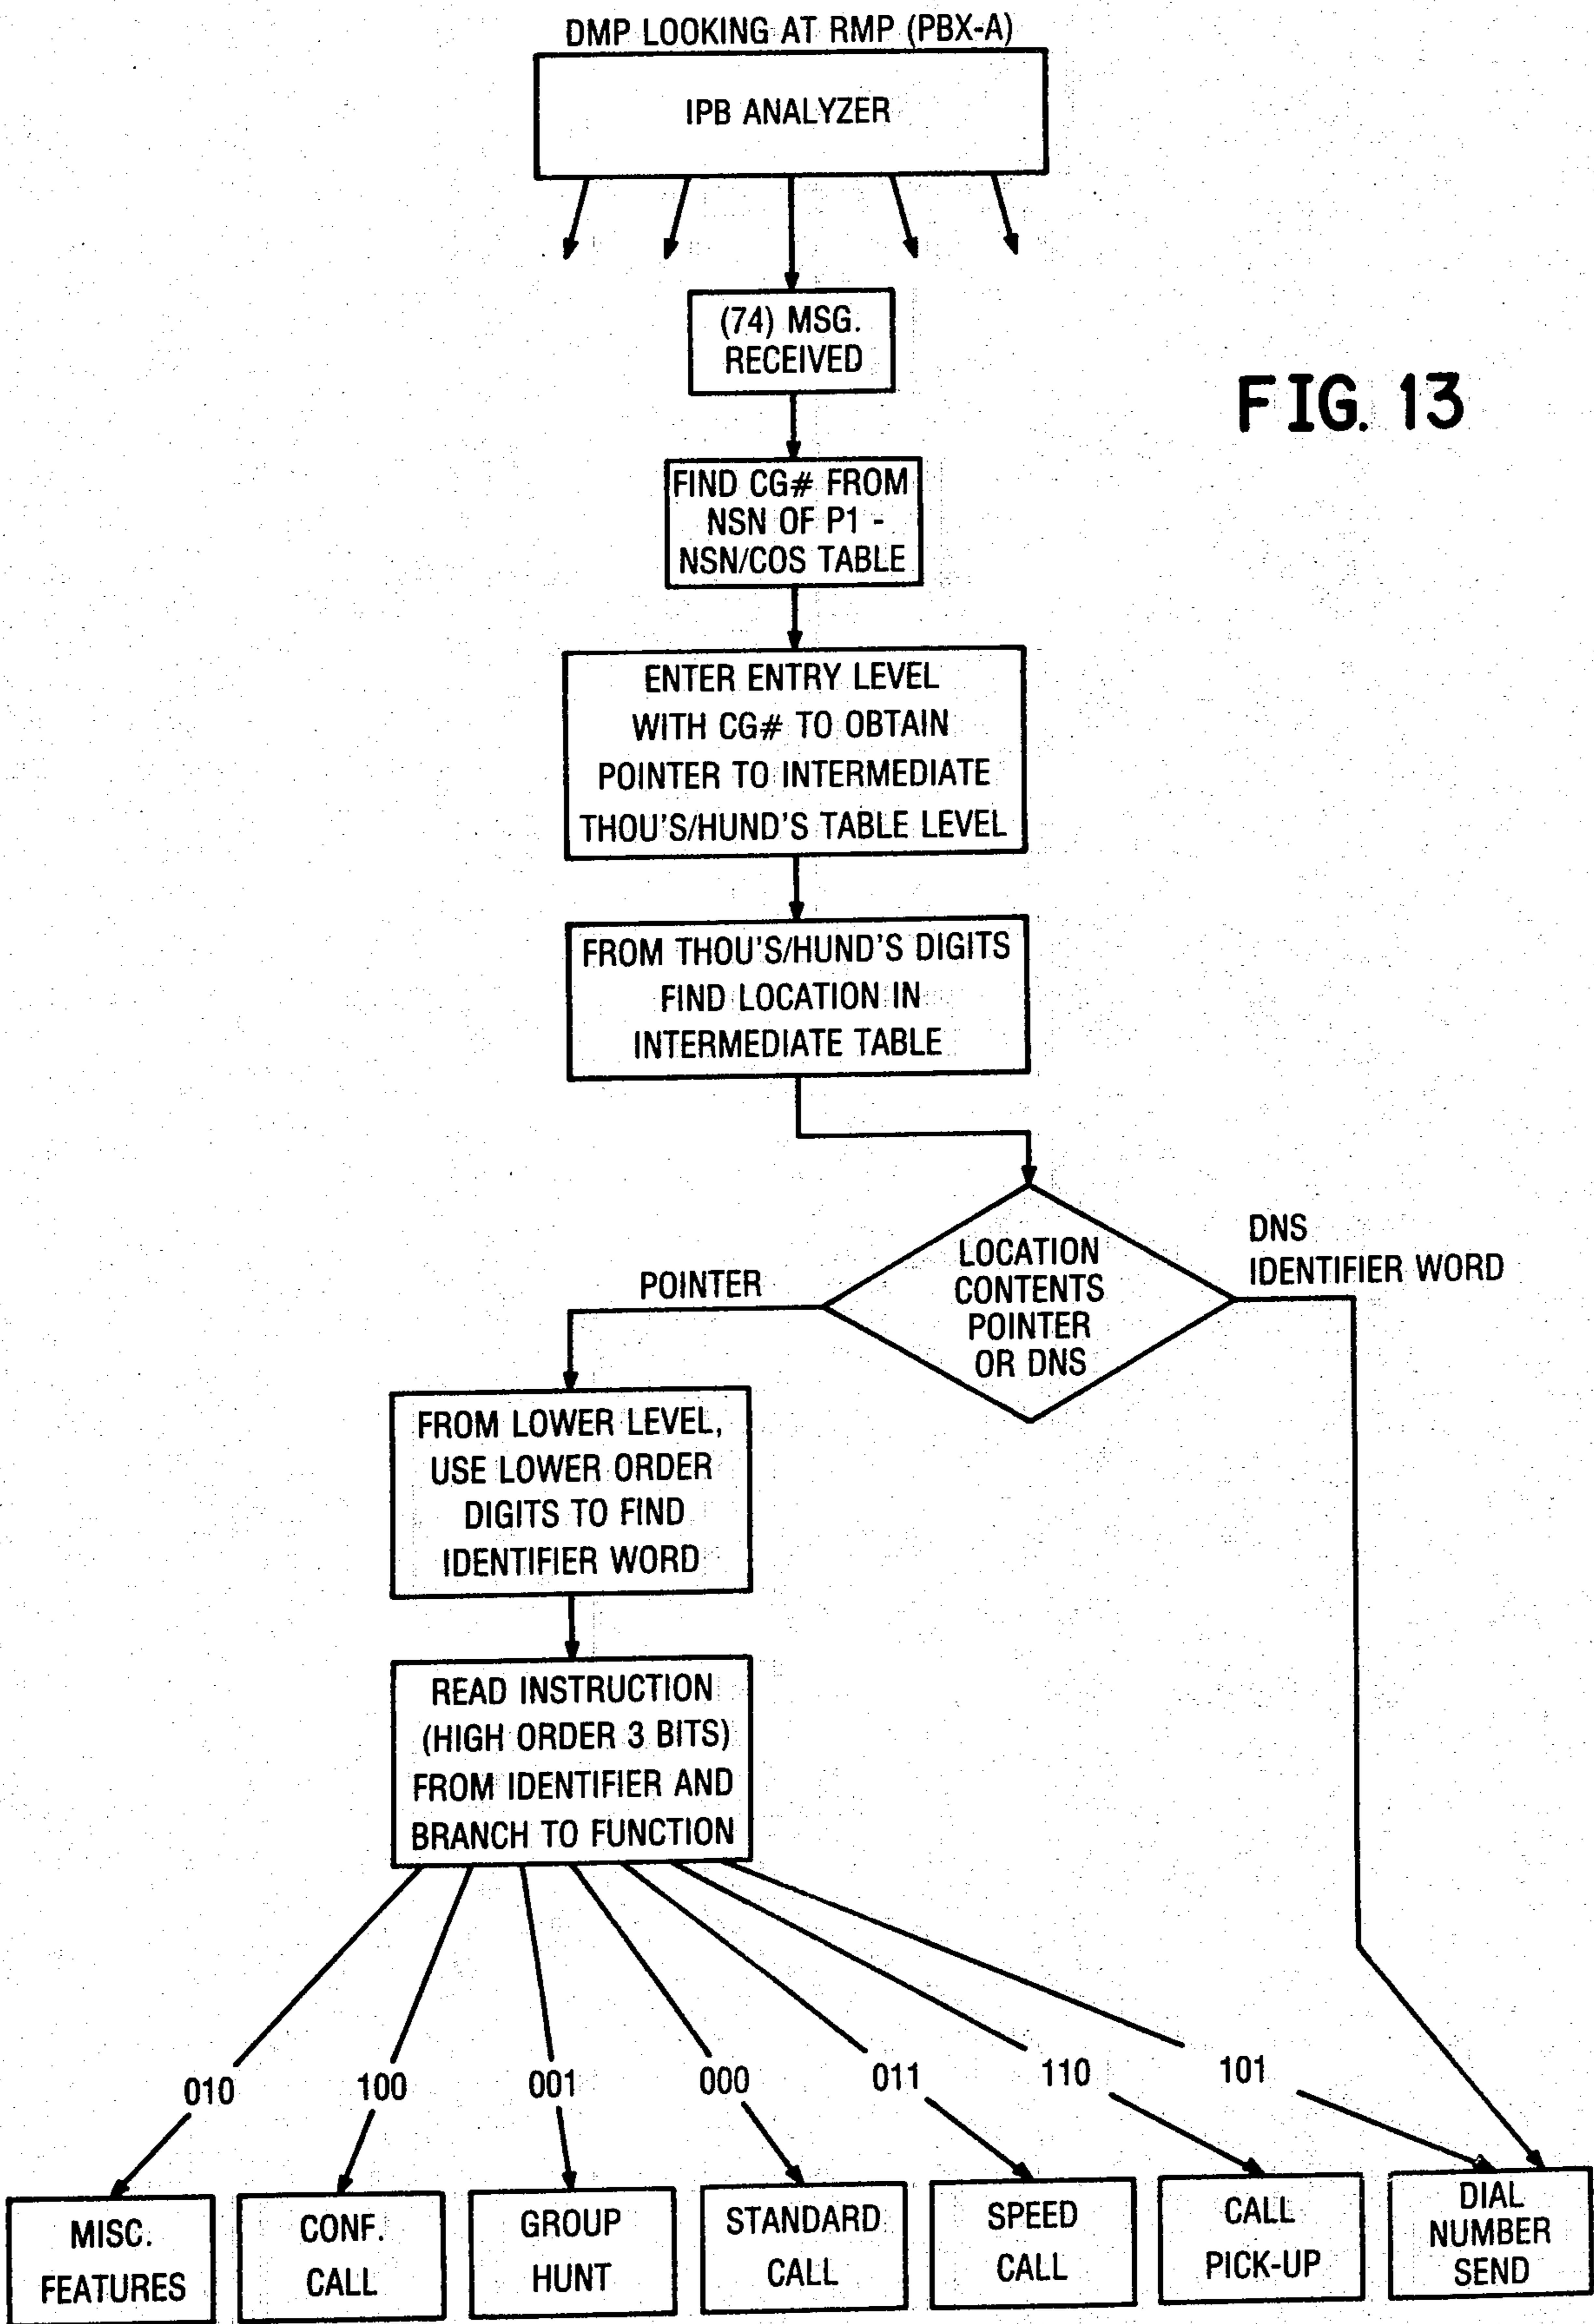 DMP LOOKING AT RMP (PBX-A)
IPB ANALYZER
(74) MSG.
RECEIVED
FIG. 13
FIND CG# FROM
NSN OF P1 -
NSN/COS TABLE
ENTER ENTRY LEVEL
WITH CG# TO OBTAIN
POINTER TO INTERMEDIATE
THOU'S/HUND'S TABLE LEVEL
FROM THOU'S/HUND'S DIGITS
FIND LOCATION IN
INTERMEDIATE TABLE
LOCATION
CONTENTS
POINTER
OR DNS
POINTER
DNS
IDENTIFIER WORD
FROM LOWER LEVEL,
USE LOWER ORDER
DIGITS TO FIND
IDENTIFIER WORD
READ INSTRUCTION
(HIGH ORDER 3 BITS)
FROM IDENTIFIER AND
BRANCH TO FUNCTION
010 100 001 000 011 110 101
MISC.
FEATURES
CONF.
CALL
GROUP
HUNT
STANDARD
CALL
SPEED
CALL
CALL
PICK-UP
DIAL
NUMBER
SEND